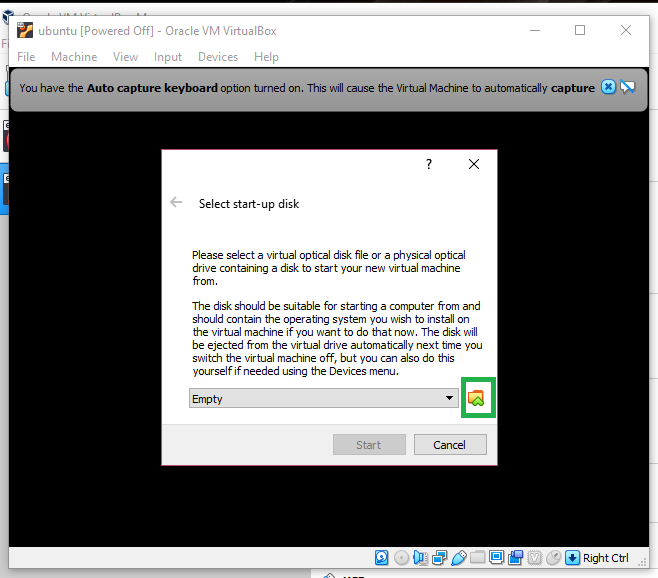 Oracle VM VirtualBox M
ubuntu [Powered Off] - Oracle VM VirtualBox
File Machine View Input Devices Help
You have the Auto capture keyboard option turned on. This will cause the Virtual Machine to automatically capture
?
Select start-up disk
Please select a virtual optical disk file or a physical optical
drive containing a disk to start your new virtual machine
from.
The disk should be suitable for starting a computer from and
should contain the operating system you wish to install on
the virtual machine if you want to do that now. The disk will
be ejected from the virtual drive automatically next time you
switch the virtual machine off, but you can also do this
yourself if needed using the Devices menu.
Empty
Start Cancel
Right Ctrl